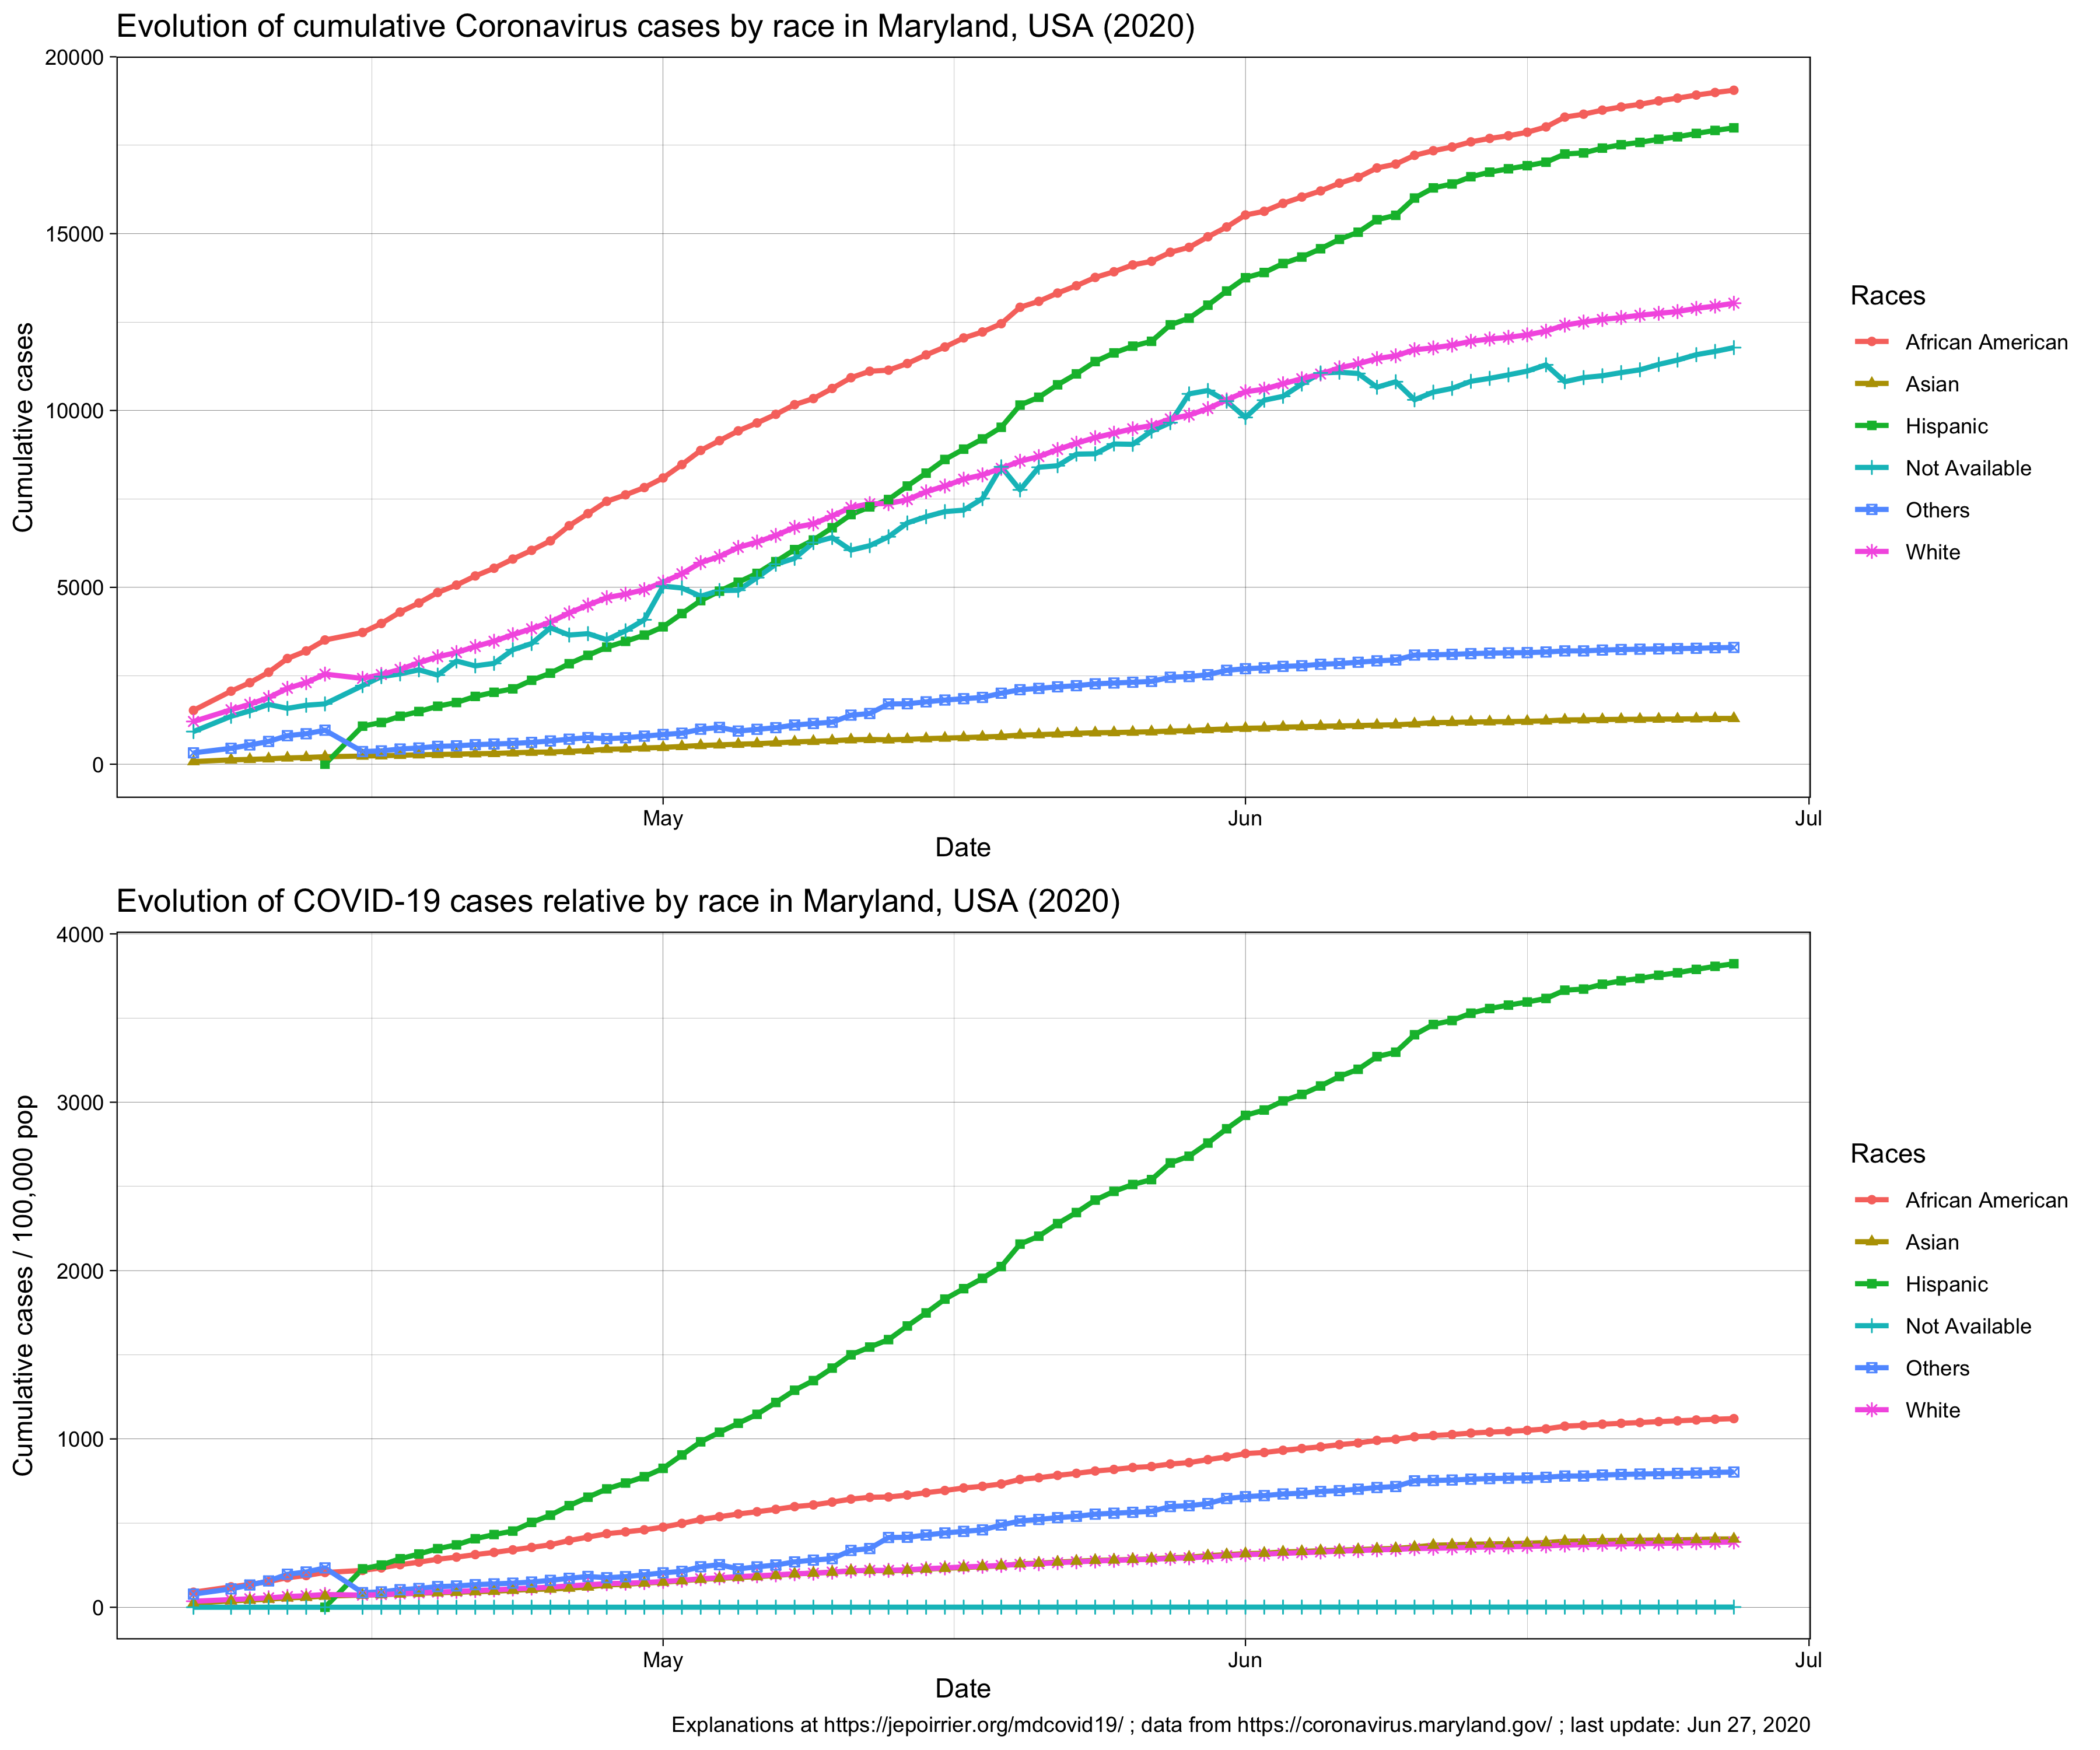 Evolution of cumulative Coronavirus cases by race in Maryland, USA (2020)
20000
15000
10000
5000
0
Cumulative cases
May
Jun
Jul
Date
Races
African American
Asian
Hispanic
Not Available
Others
White
Evolution of COVID-19 cases relative by race in Maryland, USA (2020)
4000
3000
2000
1000
0
Cumulative cases / 100,000 pop
May
Jun
Jul
Date
Races
African American
Asian
Hispanic
Not Available
Others
White
Explanations at https://jepoirrier.org/mdcovid19/ ; data from https://coronavirus.maryland.gov/ ; last update: Jun 27, 2020